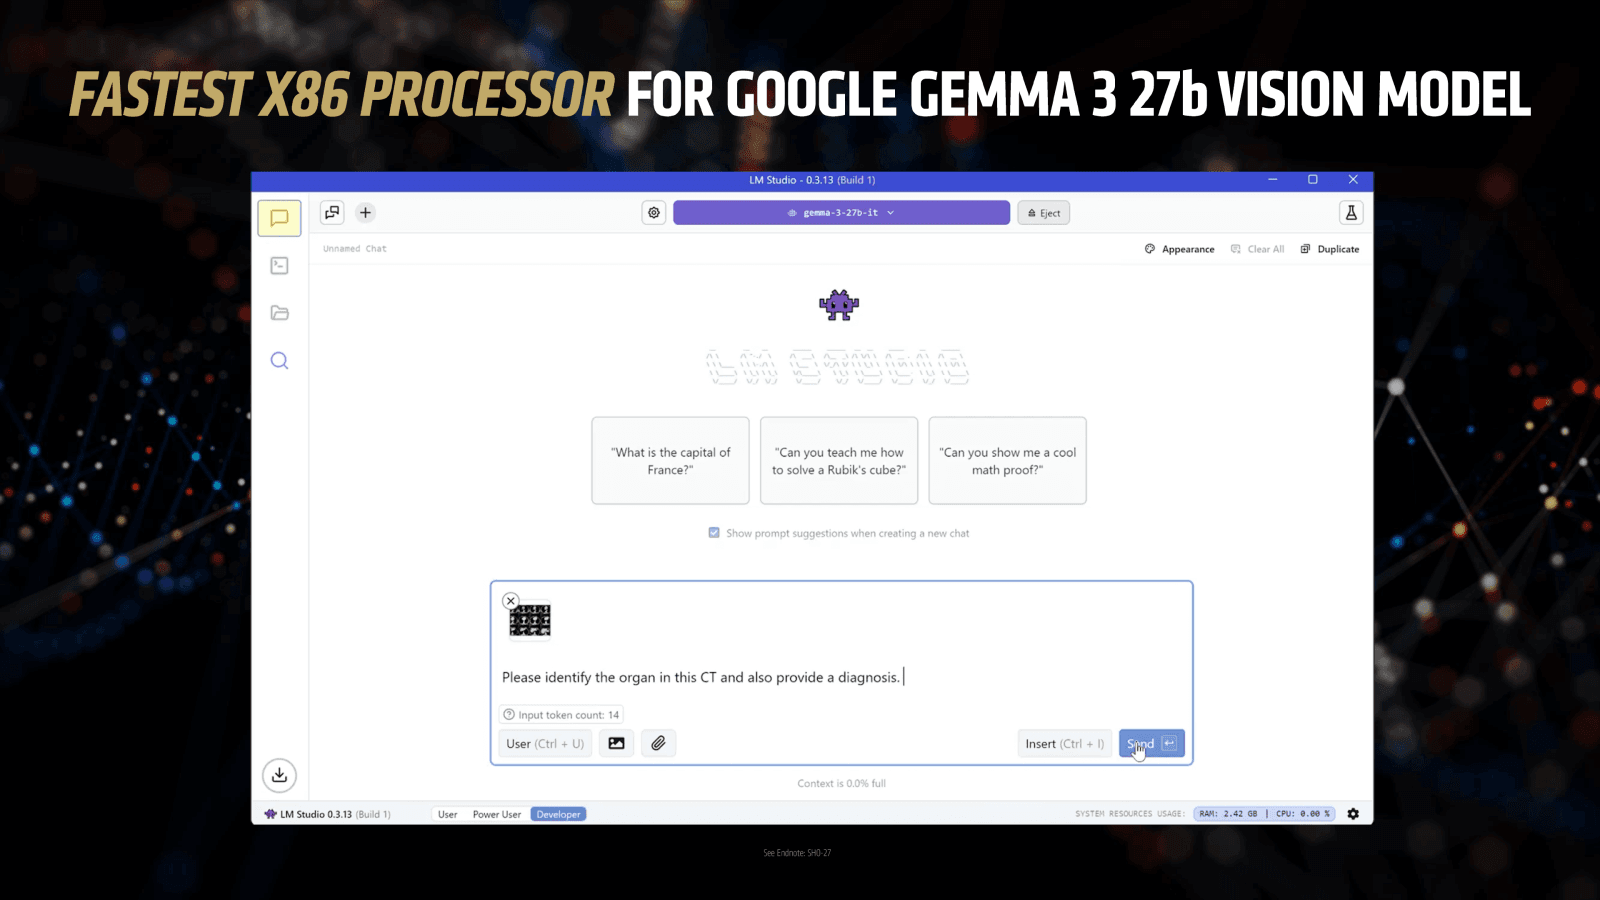 FASTEST X86 PROCESSOR FOR GOOGLE GEMMA 3 27b VISION MODEL
LM Studio - 0.3.13 (Build 1)
gemma-3-27b-it
Eject
Unnamed Chat
Appearance
Clear All
Duplicate
LM STUDIO
"What is the capital of
France?"
"Can you teach me how
to solve a Rubik's cube?"
"Can you show me a cool
math proof?"
Show prompt suggestions when creating a new chat
Please identify the organ in this CT and also provide a diagnosis.
Input token count: 14
User (Ctrl + U)
Insert (Ctrl + I)
Send
Context is 0.0% full
LM Studio 0.3.13 (Build 1)
User
Power User
Developer
SYSTEM RESOURCES USAGE:
RAM: 2.42 GB | CPU: 0.00 %
See Endnote: SHO-27